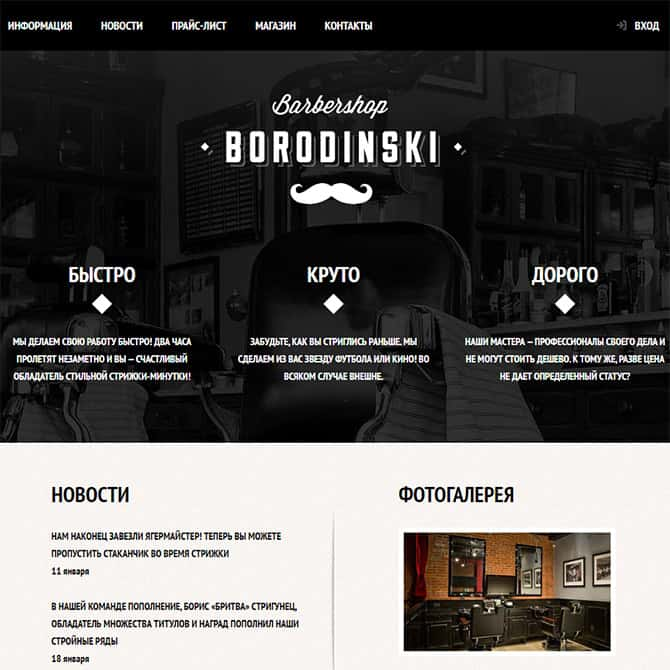 ИНФОРМАЦИЯ НОВОСТИ ПРАЙС-ЛИСТ МАГАЗИН КОНТАКТЫ ВХОД
Barbershop
BORODINSKI
БЫСТРО
МЫ ДЕЛАЕМ СВОЮ РАБОТУ БЫСТРО! ДВА ЧАСА
ПРОЛЕТЯТ НЕЗАМЕТНО И ВЫ — СЧАСТЛИВЫЙ
ОБЛАДАТЕЛЬ СТИЛЬНОЙ СТРИЖКИ-МИНУТКИ!
КРУТО
ЗАБУДЬТЕ, КАК ВЫ СТРИГЛИСЬ РАНЬШЕ. МЫ
СДЕЛАЕМ ИЗ ВАС ЗВЕЗДУ ФУТБОЛА ИЛИ КИНО! ВО
ВСЯКОМ СЛУЧАЕ ВНЕШНЕ.
ДОРОГО
НАШИ МАСТЕРА — ПРОФЕССИОНАЛЫ СВОЕГО ДЕЛА И
НЕ МОГУТ СТОИТЬ ДЕШЕВО. К ТОМУ ЖЕ, РАЗВЕ ЦЕНА
НЕ ДАЕТ ОПРЕДЕЛЕННЫЙ СТАТУС?
НОВОСТИ
НАМ НАКОНЕЦ ЗАВЕЗЛИ ЯГЕРМАЙСТЕР! ТЕПЕРЬ ВЫ МОЖЕТЕ
ПРОПУСТИТЬ СТАКАНЧИК ВО ВРЕМЯ СТРИЖКИ
11 января
В НАШЕЙ КОМАНДЕ ПОПОЛНЕНИЕ, БОРИС «БРИТВА» СТРИГУНЕЦ,
ОБЛАДАТЕЛЬ МНОЖЕСТВА ТИТУЛОВ И НАГРАД ПОПОЛНИЛ НАШИ
СТРОЙНЫЕ РЯДЫ
18 января
ФОТОГАЛЕРЕЯ